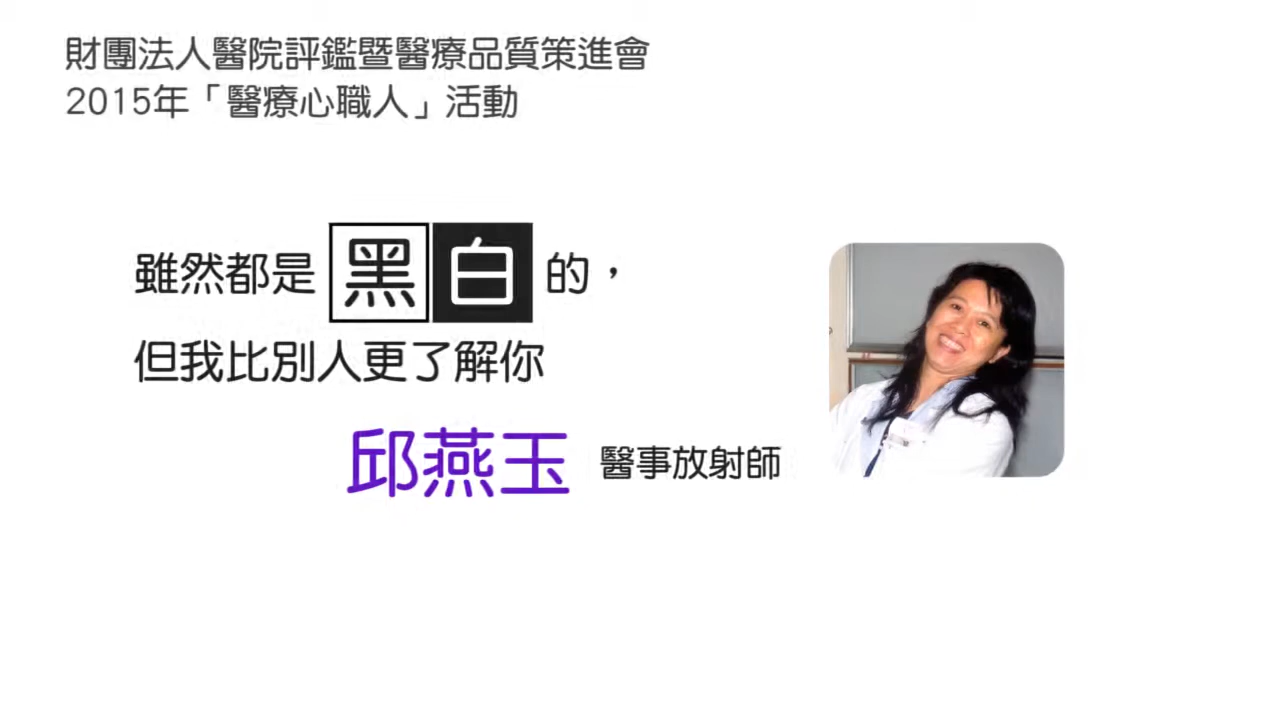 財團法人醫院評鑑暨醫療品質策進會
2015年「醫療心職人」活動
雖然都是黑白的，
但我比別人更了解你
邱燕玉 醫事放射師